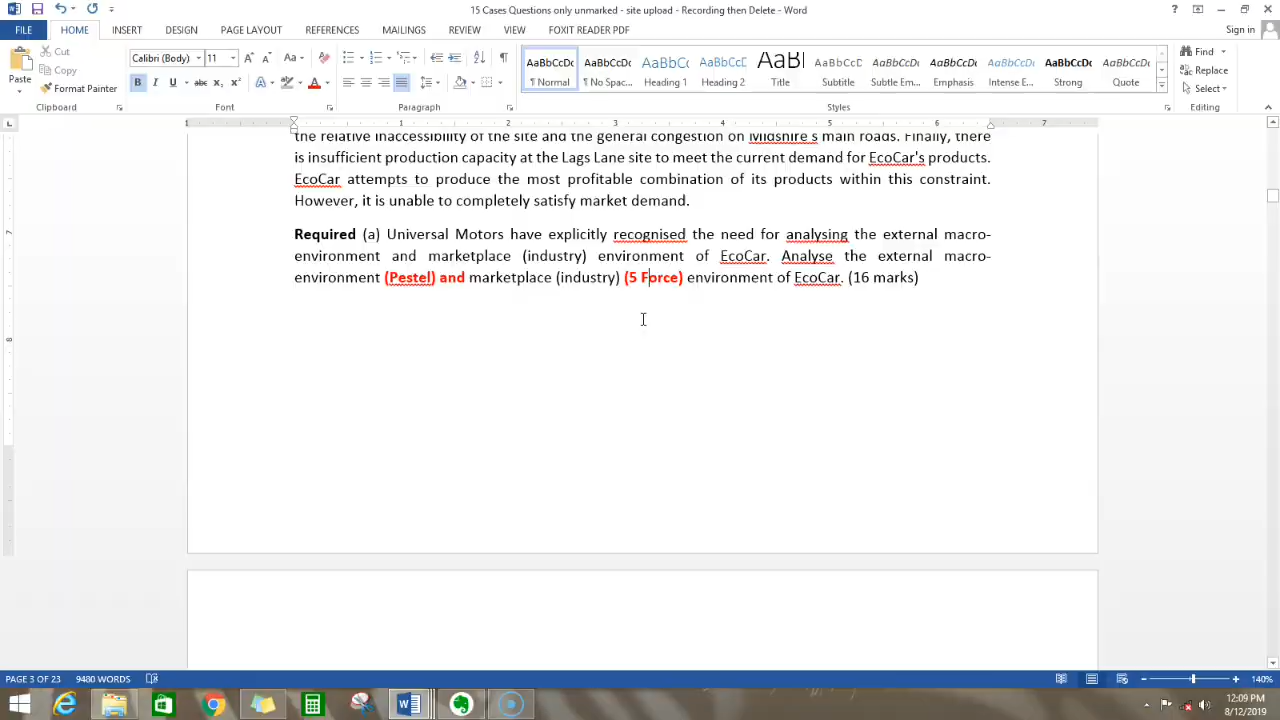 15 Cases Questions only unmarked - site upload - Recording then Delete - Word
FILE HOME INSERT DESIGN PAGE LAYOUT REFERENCES MAILINGS REVIEW VIEW FOXIT READER PDF Sign in
Paste Cut Copy Format Painter
Calibri (Body) 11
AaBbCcDc AaBbCcDc AaBbCc AaBbCcC AaBl AaBbCcC AaBbCcDc AaBbCcDc AaBbCcDc AaBbCcDc AaBbCcDc
¶ Normal ¶ No Spac... Heading 1 Heading 2 Title Subtitle Subtle Em... Emphasis Intense E... Strong Quote
Find Replace Select
Clipboard Font Paragraph Styles Editing
the relative inaccessibility of the site and the general congestion on Midshire's main roads. Finally, there
is insufficient production capacity at the Lags Lane site to meet the current demand for EcoCar's products.
EcoCar attempts to produce the most profitable combination of its products within this constraint.
However, it is unable to completely satisfy market demand.
Required (a) Universal Motors have explicitly recognised the need for analysing the external macro-
environment and marketplace (industry) environment of EcoCar. Analyse the external macro-
environment (Pestel) and marketplace (industry) (5 Force) environment of EcoCar. (16 marks)
PAGE 3 OF 23 9480 WORDS 140%
12:09 PM
8/12/2019